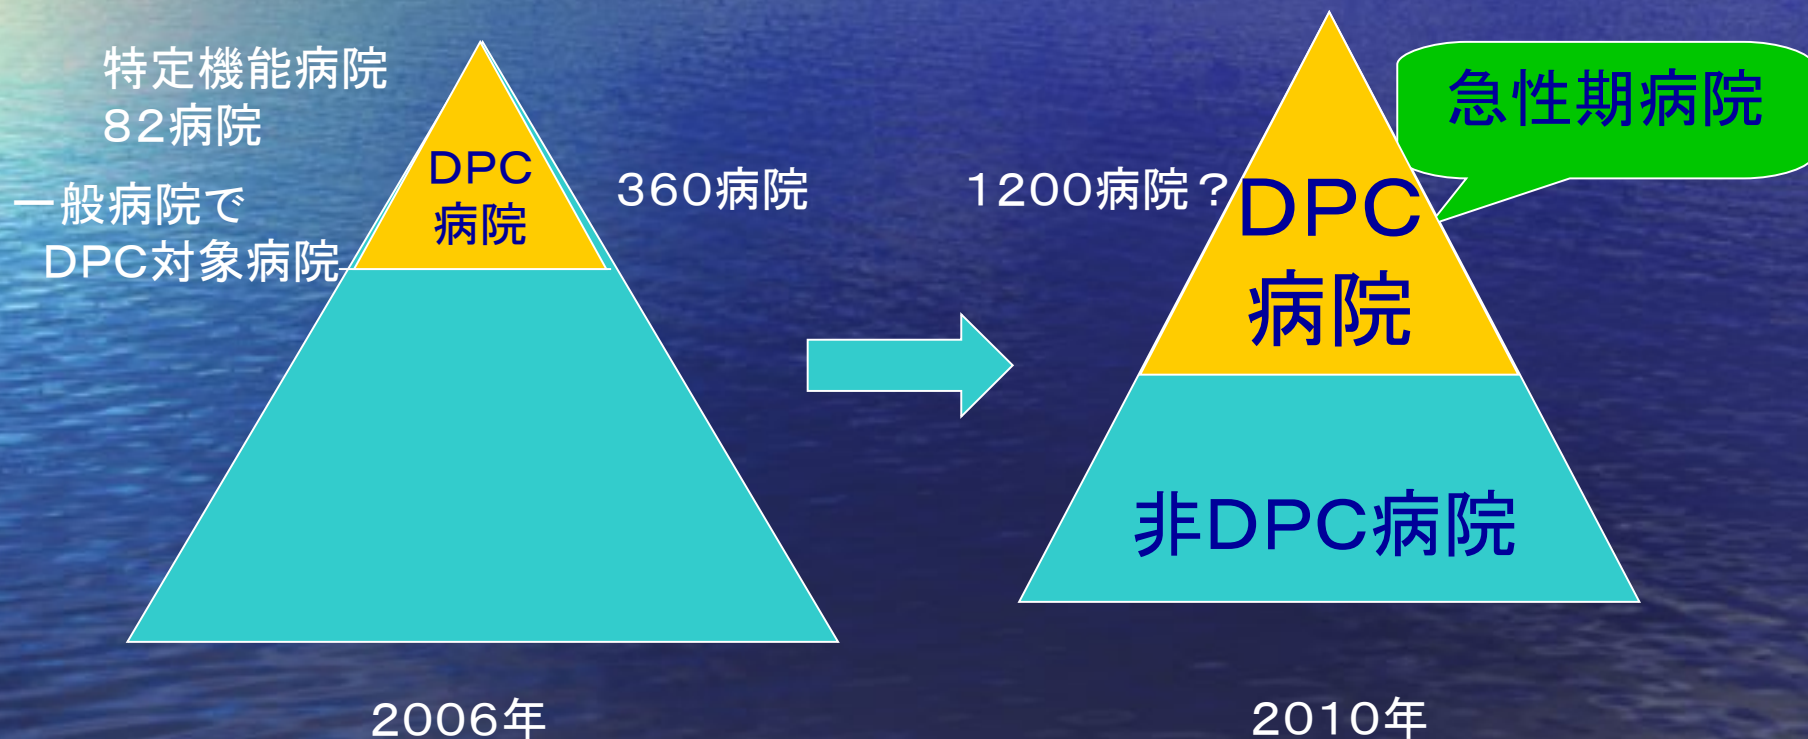 特定機能病院
８２病院
一般病院で
ＤＰＣ対象病院
ＤＰＣ
病院
３６０病院
２００６年
１２００病院？
ＤＰＣ
病院
急性期病院
非ＤＰＣ病院
２０１０年